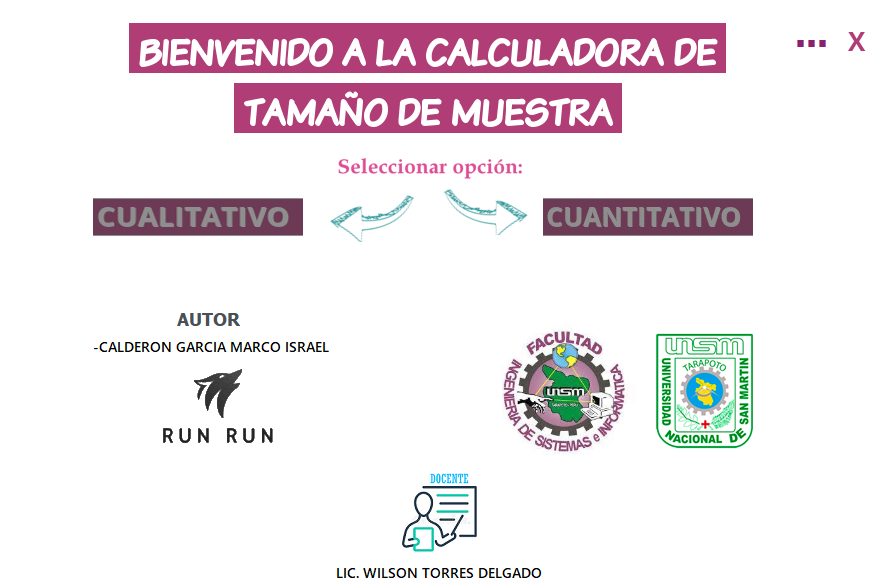 BIENVENIDO A LA CALCULADORA DE
TAMAÑO DE MUESTRA
... X
Seleccionar opción:
CUALITATIVO
CUANTITATIVO
AUTOR
-CALDERON GARCIA MARCO ISRAEL
RUN RUN
FACULTAD
INGENIERIA DE SISTEMAS e INFORMATICA
UNSM
UNSM
TARAPOTO
UNIVERSIDAD NACIONAL DE SAN MARTIN
DOCENTE
LIC. WILSON TORRES DELGADO